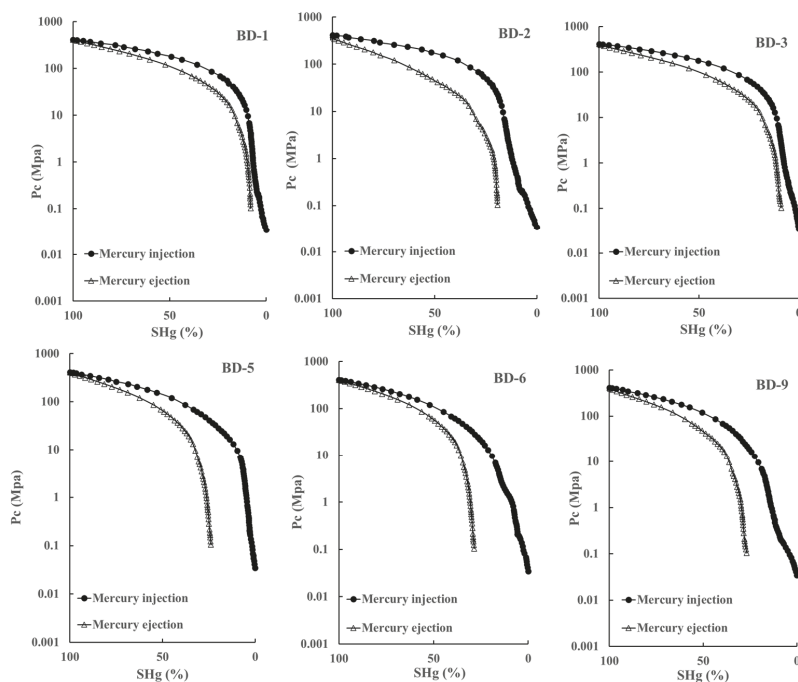 BD-1
1000
100
10
1
0.1
0.01
0.001
Pc (Mpa)
Mercury injection
Mercury ejection
100
50
0
SHg (%)
BD-2
1000
100
10
1
0.1
0.01
0.001
Pc (MPa)
Mercury injection
Mercury ejection
100
50
0
SHg (%)
BD-3
1000
100
10
1
0.1
0.01
0.001
Pc (MPa)
Mercury injection
Mercury ejection
100
50
0
SHg (%)
BD-5
1000
100
10
1
0.1
0.01
0.001
Pc (Mpa)
Mercury injection
Mercury ejection
100
50
0
SHg (%)
BD-6
1000
100
10
1
0.1
0.01
0.001
Pc (Mpa)
Mercury injection
Mercury ejection
100
50
0
SHg (%)
BD-9
1000
100
10
1
0.1
0.01
0.001
Pc (Mpa)
Mercury injection
Mercury ejection
100
50
0
SHg (%)